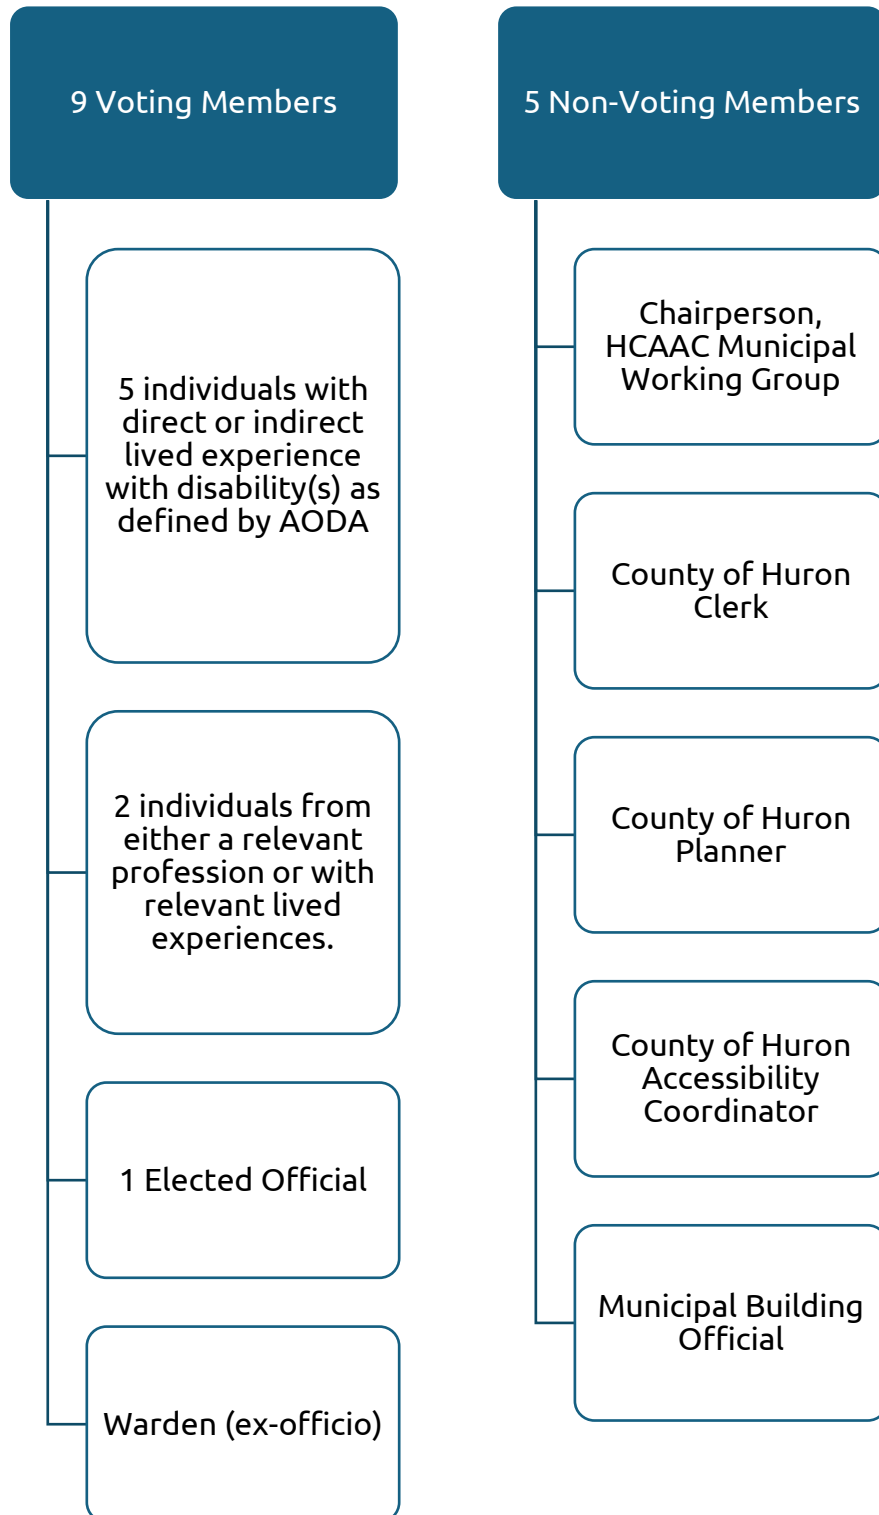 9 Voting Members
5 individuals with
direct or indirect
lived experience
with disability(s) as
defined by AODA
2 individuals from
either a relevant
profession or with
relevant lived
experiences.
1 Elected Official
Warden (ex-officio)
5 Non-Voting Members
Chairperson,
HCAAC Municipal
Working Group
County of Huron
Clerk
County of Huron
Planner
County of Huron
Accessibility
Coordinator
Municipal Building
Official